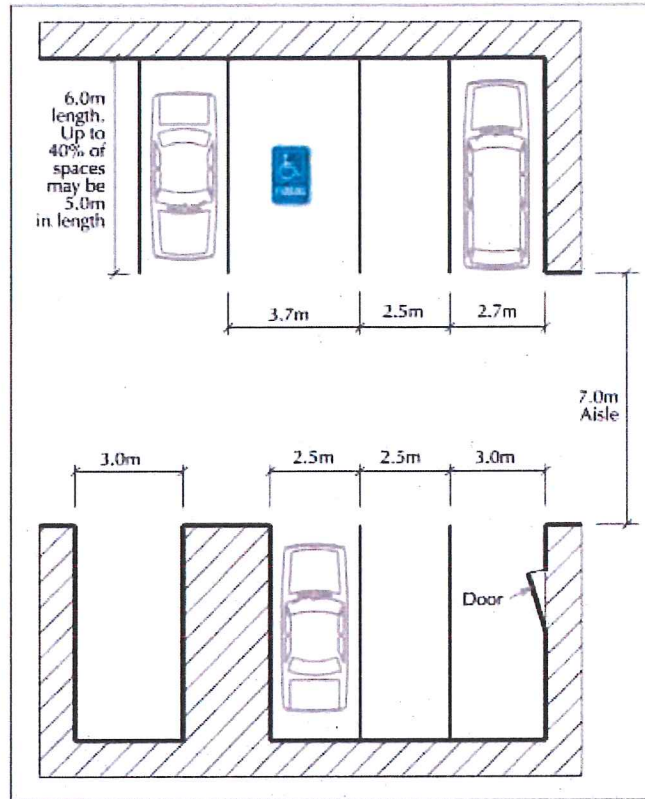 6.0m
length.
Up to
40% of
spaces
may be
5.0m
in length
3.7m
2.5m
2.7m
7.0m
Aisle
3.0m
2.5m
2.5m
3.0m
Door